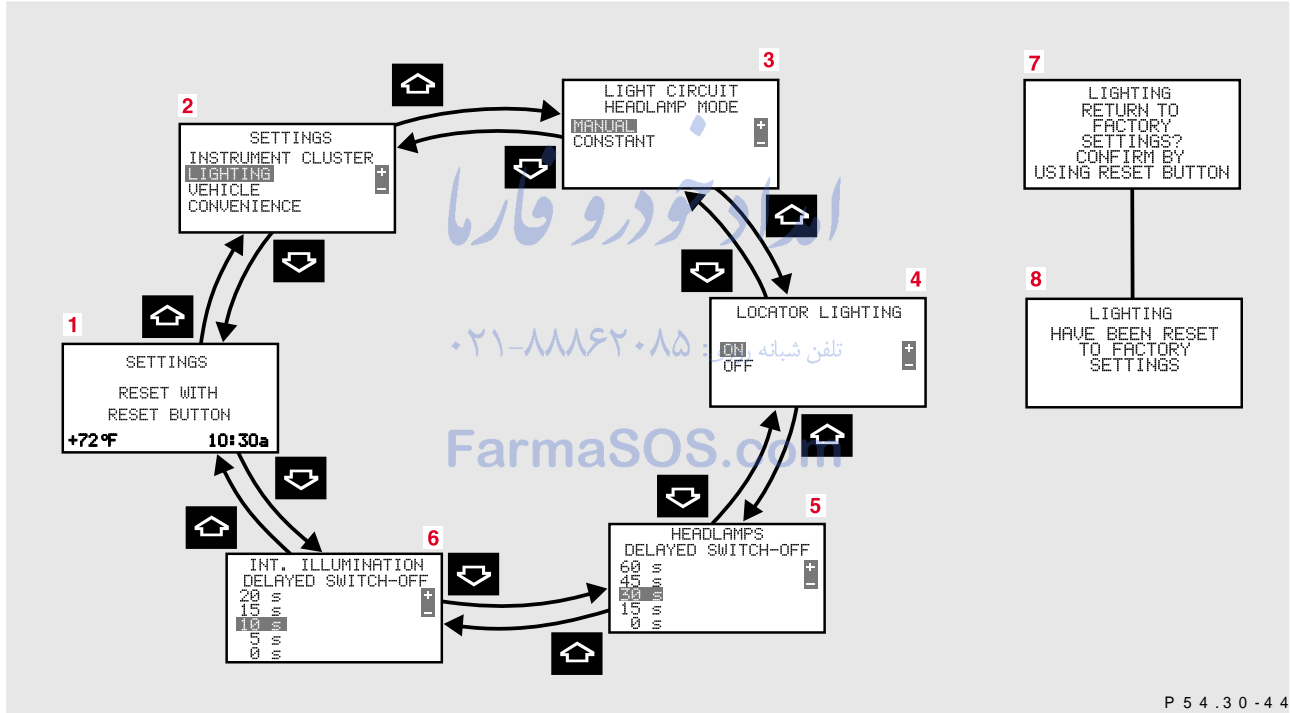 1
SETTINGS
RESET WITH
RESET BUTTON
+72 °F 10:30a
2
SETTINGS
INSTRUMENT CLUSTER
LIGHTING
VEHICLE
CONVENIENCE
+
−
3
LIGHT CIRCUIT
HEADLAMP MODE
MANUAL
CONSTANT
+
−
4
LOCATOR LIGHTING
ON
OFF
+
−
5
HEADLAMPS
DELAYED SWITCH-OFF
60 s
45 s
30 s
15 s
0 s
+
−
6
INT. ILLUMINATION
DELAYED SWITCH-OFF
20 s
15 s
10 s
5 s
0 s
+
−
7
LIGHTING
RETURN TO
FACTORY
SETTINGS?
CONFIRM BY
USING RESET BUTTON
8
LIGHTING
HAVE BEEN RESET
TO FACTORY
SETTINGS
امداد خودرو فارما
تلفن شبانه روزی: ۰۲۱-۸۸۸۶۲۰۸۵
FarmaSOS.com
P 54.30-44